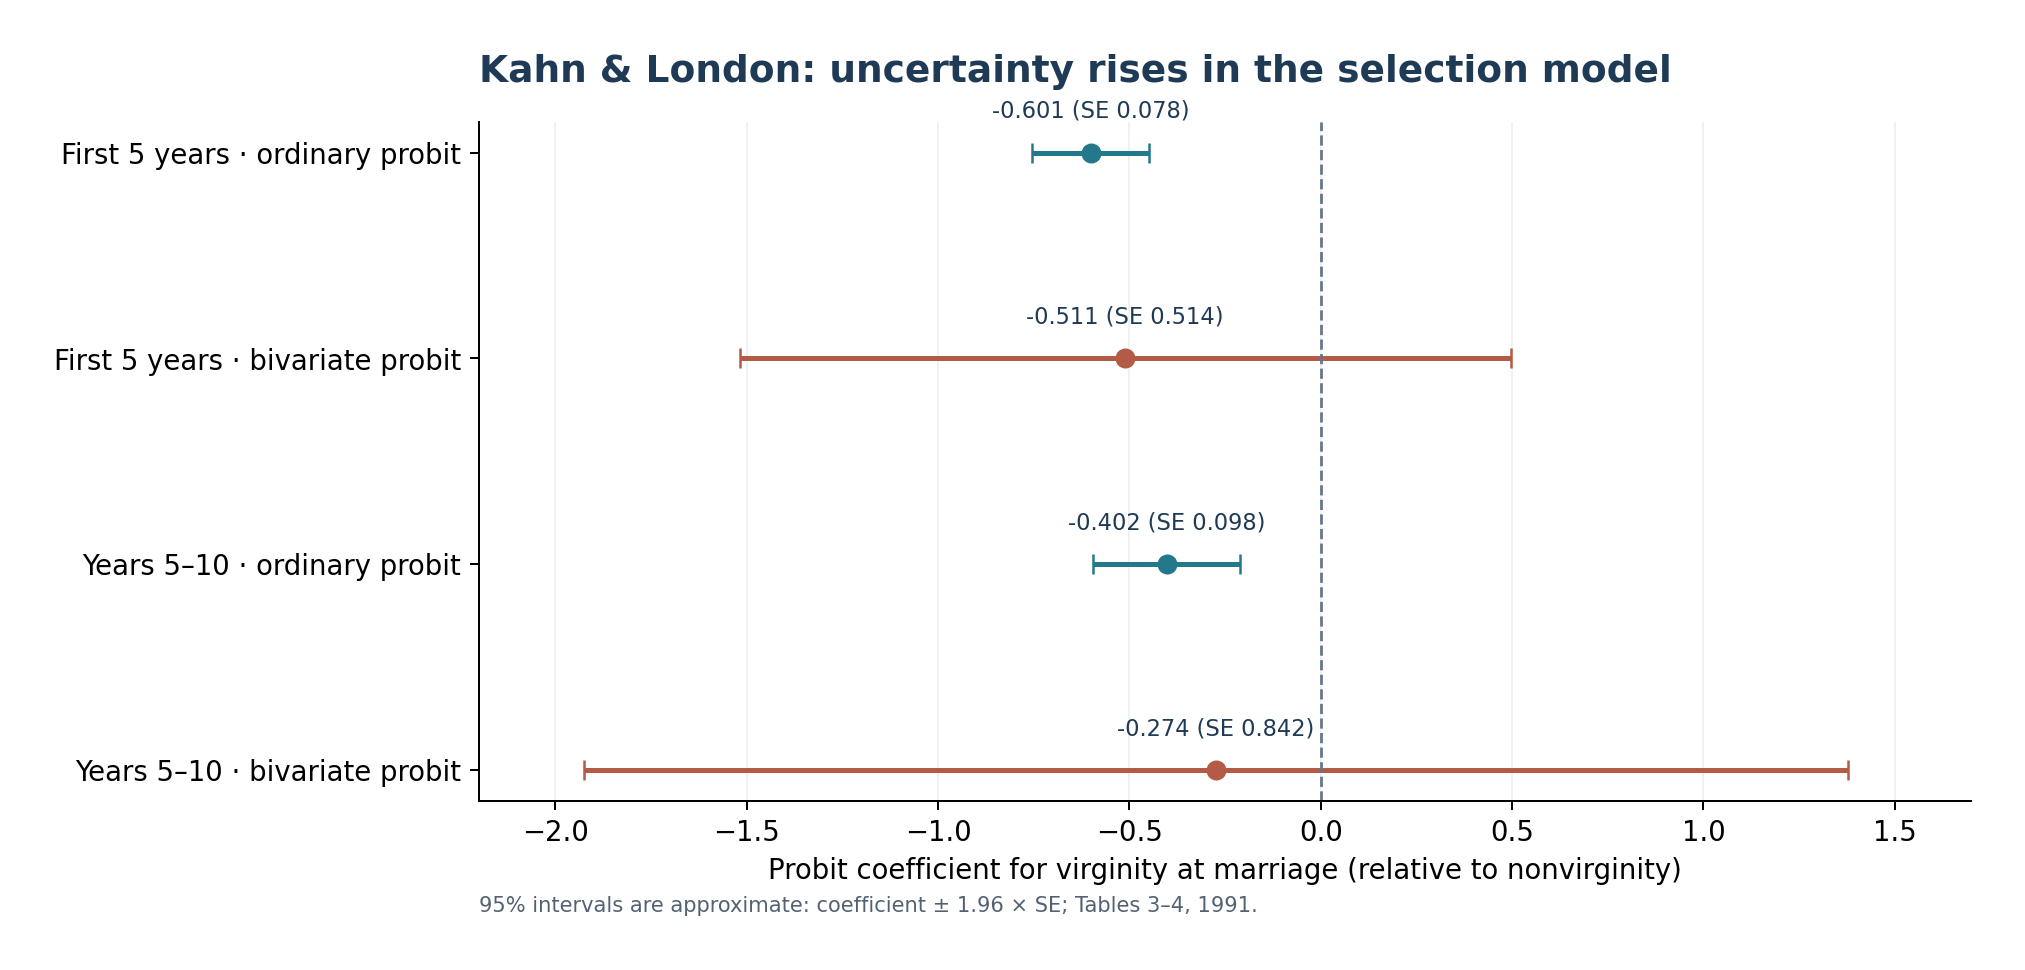 Kahn & London: uncertainty rises in the selection model
-0.601 (SE 0.078)
First 5 years · ordinary probit
-0.511 (SE 0.514)
First 5 years · bivariate probit
-0.402 (SE 0.098)
Years 5–10 · ordinary probit
-0.274 (SE 0.842)
Years 5–10 · bivariate probit
−2.0 −1.5 −1.0 −0.5 0.0 0.5 1.0 1.5
Probit coefficient for virginity at marriage (relative to nonvirginity)
95% intervals are approximate: coefficient ± 1.96 × SE; Tables 3–4, 1991.